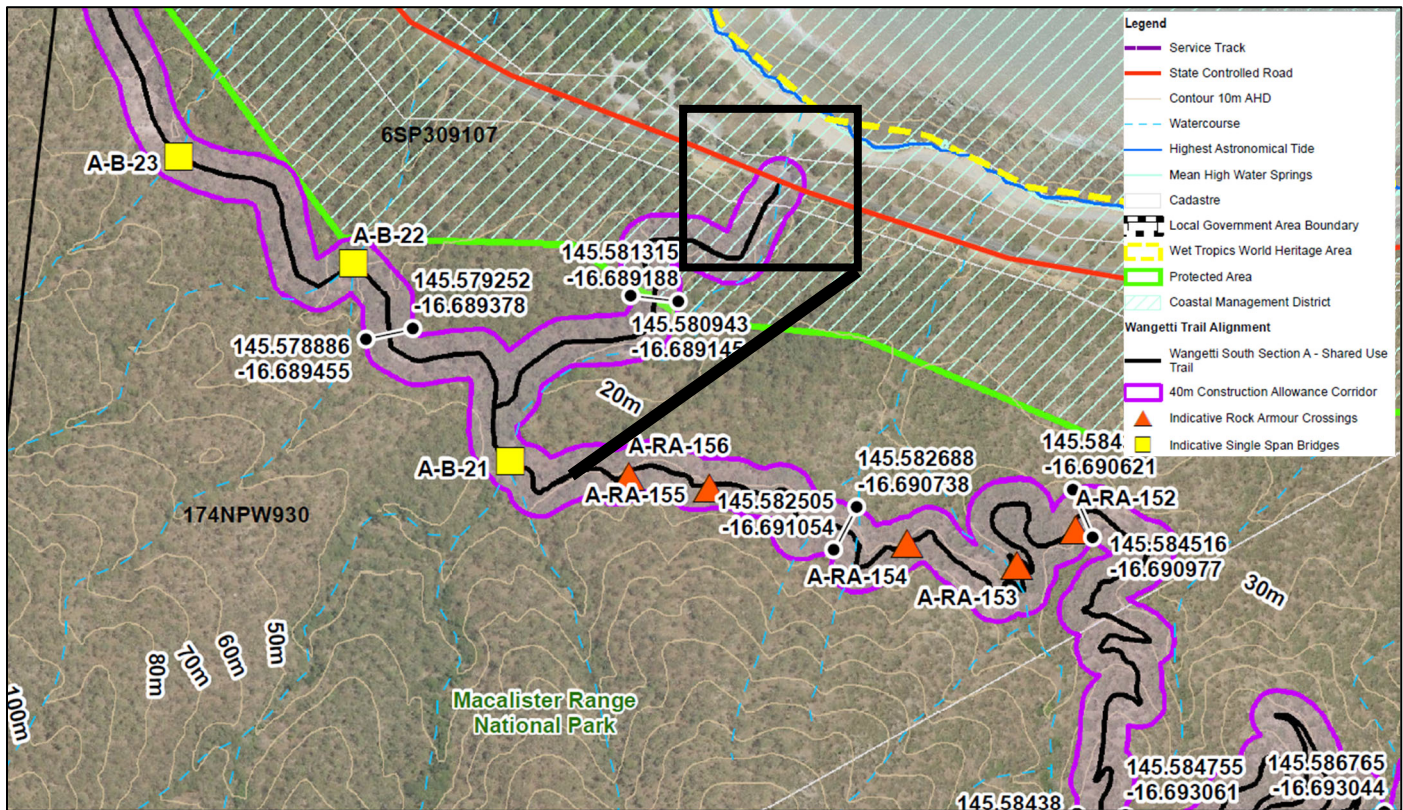 Legend
Service Track
State Controlled Road
Contour 10m AHD
Watercourse
Highest Astronomical Tide
Mean High Water Springs
Cadastre
Local Government Area Boundary
Wet Tropics World Heritage Area
Protected Area
Coastal Management District
Wangetti Trail Alignment
Wangetti South Section A - Shared Use
Trail
40m Construction Allowance Corridor
Indicative Rock Armour Crossings
Indicative Single Span Bridges
6SP309107
A-B-23
A-B-22
145.581315
-16.689188
145.579252
-16.689378
145.580943
-16.689145
145.578886
-16.689455
20m
A-B-21
A-RA-156
A-RA-155
145.582688
-16.690738
145.582505
-16.691054
145.584
-16.690621
A-RA-152
145.584516
-16.690977
A-RA-154
A-RA-153
30m
174NPW930
50m
60m
70m
80m
100m
Macalister Range
National Park
145.584755
-16.693061
145.586765
-16.693044
145.58438